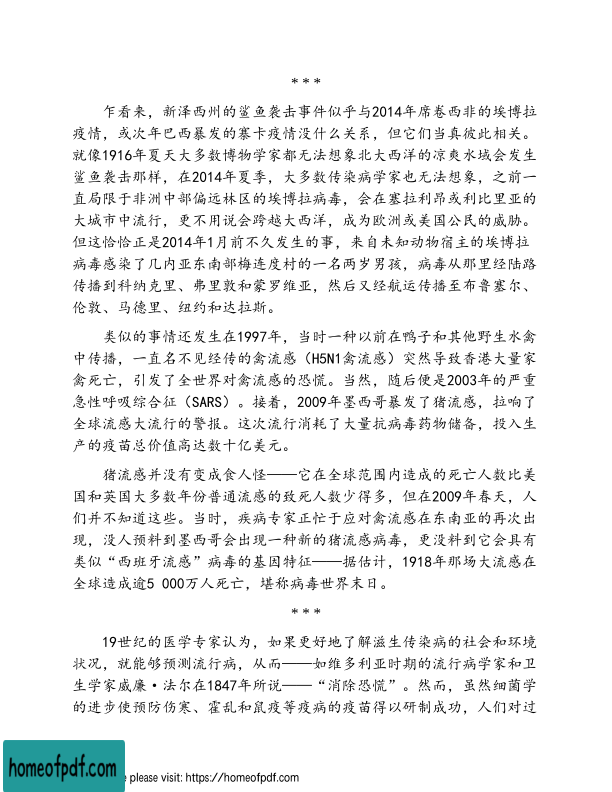 * * *
乍看来，新泽西州的鲨鱼袭击事件似乎与2014年席卷西非的埃博拉
疫情，或次年巴西暴发的寨卡疫情没什么关系，但它们当真彼此相关。
就像1916年夏天大多数博物学家都无法想象北大西洋的凉爽水域会发生
鲨鱼袭击那样，在2014年夏季，大多数传染病学家也无法想象，之前一
直局限于非洲中部偏远林区的埃博拉病毒，会在塞拉利昂或利比里亚的
大城市中流行，更不用说会跨越大西洋，成为欧洲或美国公民的威胁。
但这恰恰正是2014年1月前不久发生的事，来自未知动物宿主的埃博拉
病毒感染了几内亚东南部梅连度村的一名两岁男孩，病毒从那里经陆路
传播到科纳克里、弗里敦和蒙罗维亚，然后又经航运传播至布鲁塞尔、
伦敦、马德里、纽约和达拉斯。
类似的事情还发生在1997年，当时一种以前在鸭子和其他野生水禽
中传播，一直名不见经传的禽流感（H5N1禽流感）突然导致香港大量家
禽死亡，引发了全世界对禽流感的恐慌。当然，随后便是2003年的严重
急性呼吸综合征（SARS）。接着，2009年墨西哥暴发了猪流感，拉响了
全球流感大流行的警报。这次流行消耗了大量抗病毒药物储备，投入生
产的疫苗总价值高达数十亿美元。
猪流感并没有变成食人怪——它在全球范围内造成的死亡人数比美
国和英国大多数年份普通流感的致死人数少得多，但在2009年春天，人
们并不知道这些。当时，疾病专家正忙于应对禽流感在东南亚的再次出
现，没人预料到墨西哥会出现一种新的猪流感病毒，更没料到它会具有
类似“西班牙流感”病毒的基因特征——据估计，1918年那场大流感在
全球造成逾5 000万人死亡，堪称病毒世界末日。
* * *
19世纪的医学专家认为，如果更好地了解滋生传染病的社会和环境
状况，就能够预测流行病，从而——如维多利亚时期的流行病学家和卫
生学家威廉·法尔在1847年所说——“消除恐慌”。然而，虽然细菌学
的进步使预防伤寒、霍乱和鼠疫等疫病的疫苗得以研制成功，人们对过
homeofpdf.com
please visit: https://homeofpdf.com